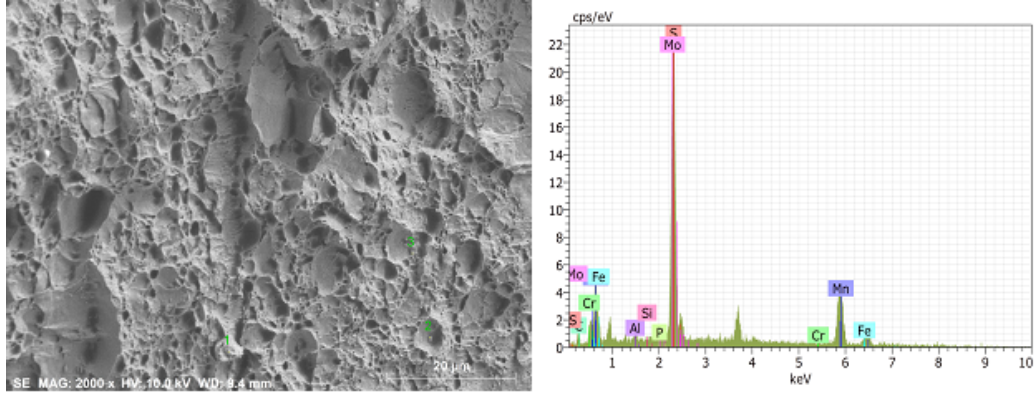 SE MAG: 2000 x HV: 10.0 kV WD: 9.4 mm
20 µm
1
cps/eV
22
20
18
16
14
12
10
8
6
4
2
0
S
Mo
Mo
Fe
Cr
S
C
Al
Si
P
Cr
Mn
Fe
1 2 3 4 5 6 7 8 9 10
keV